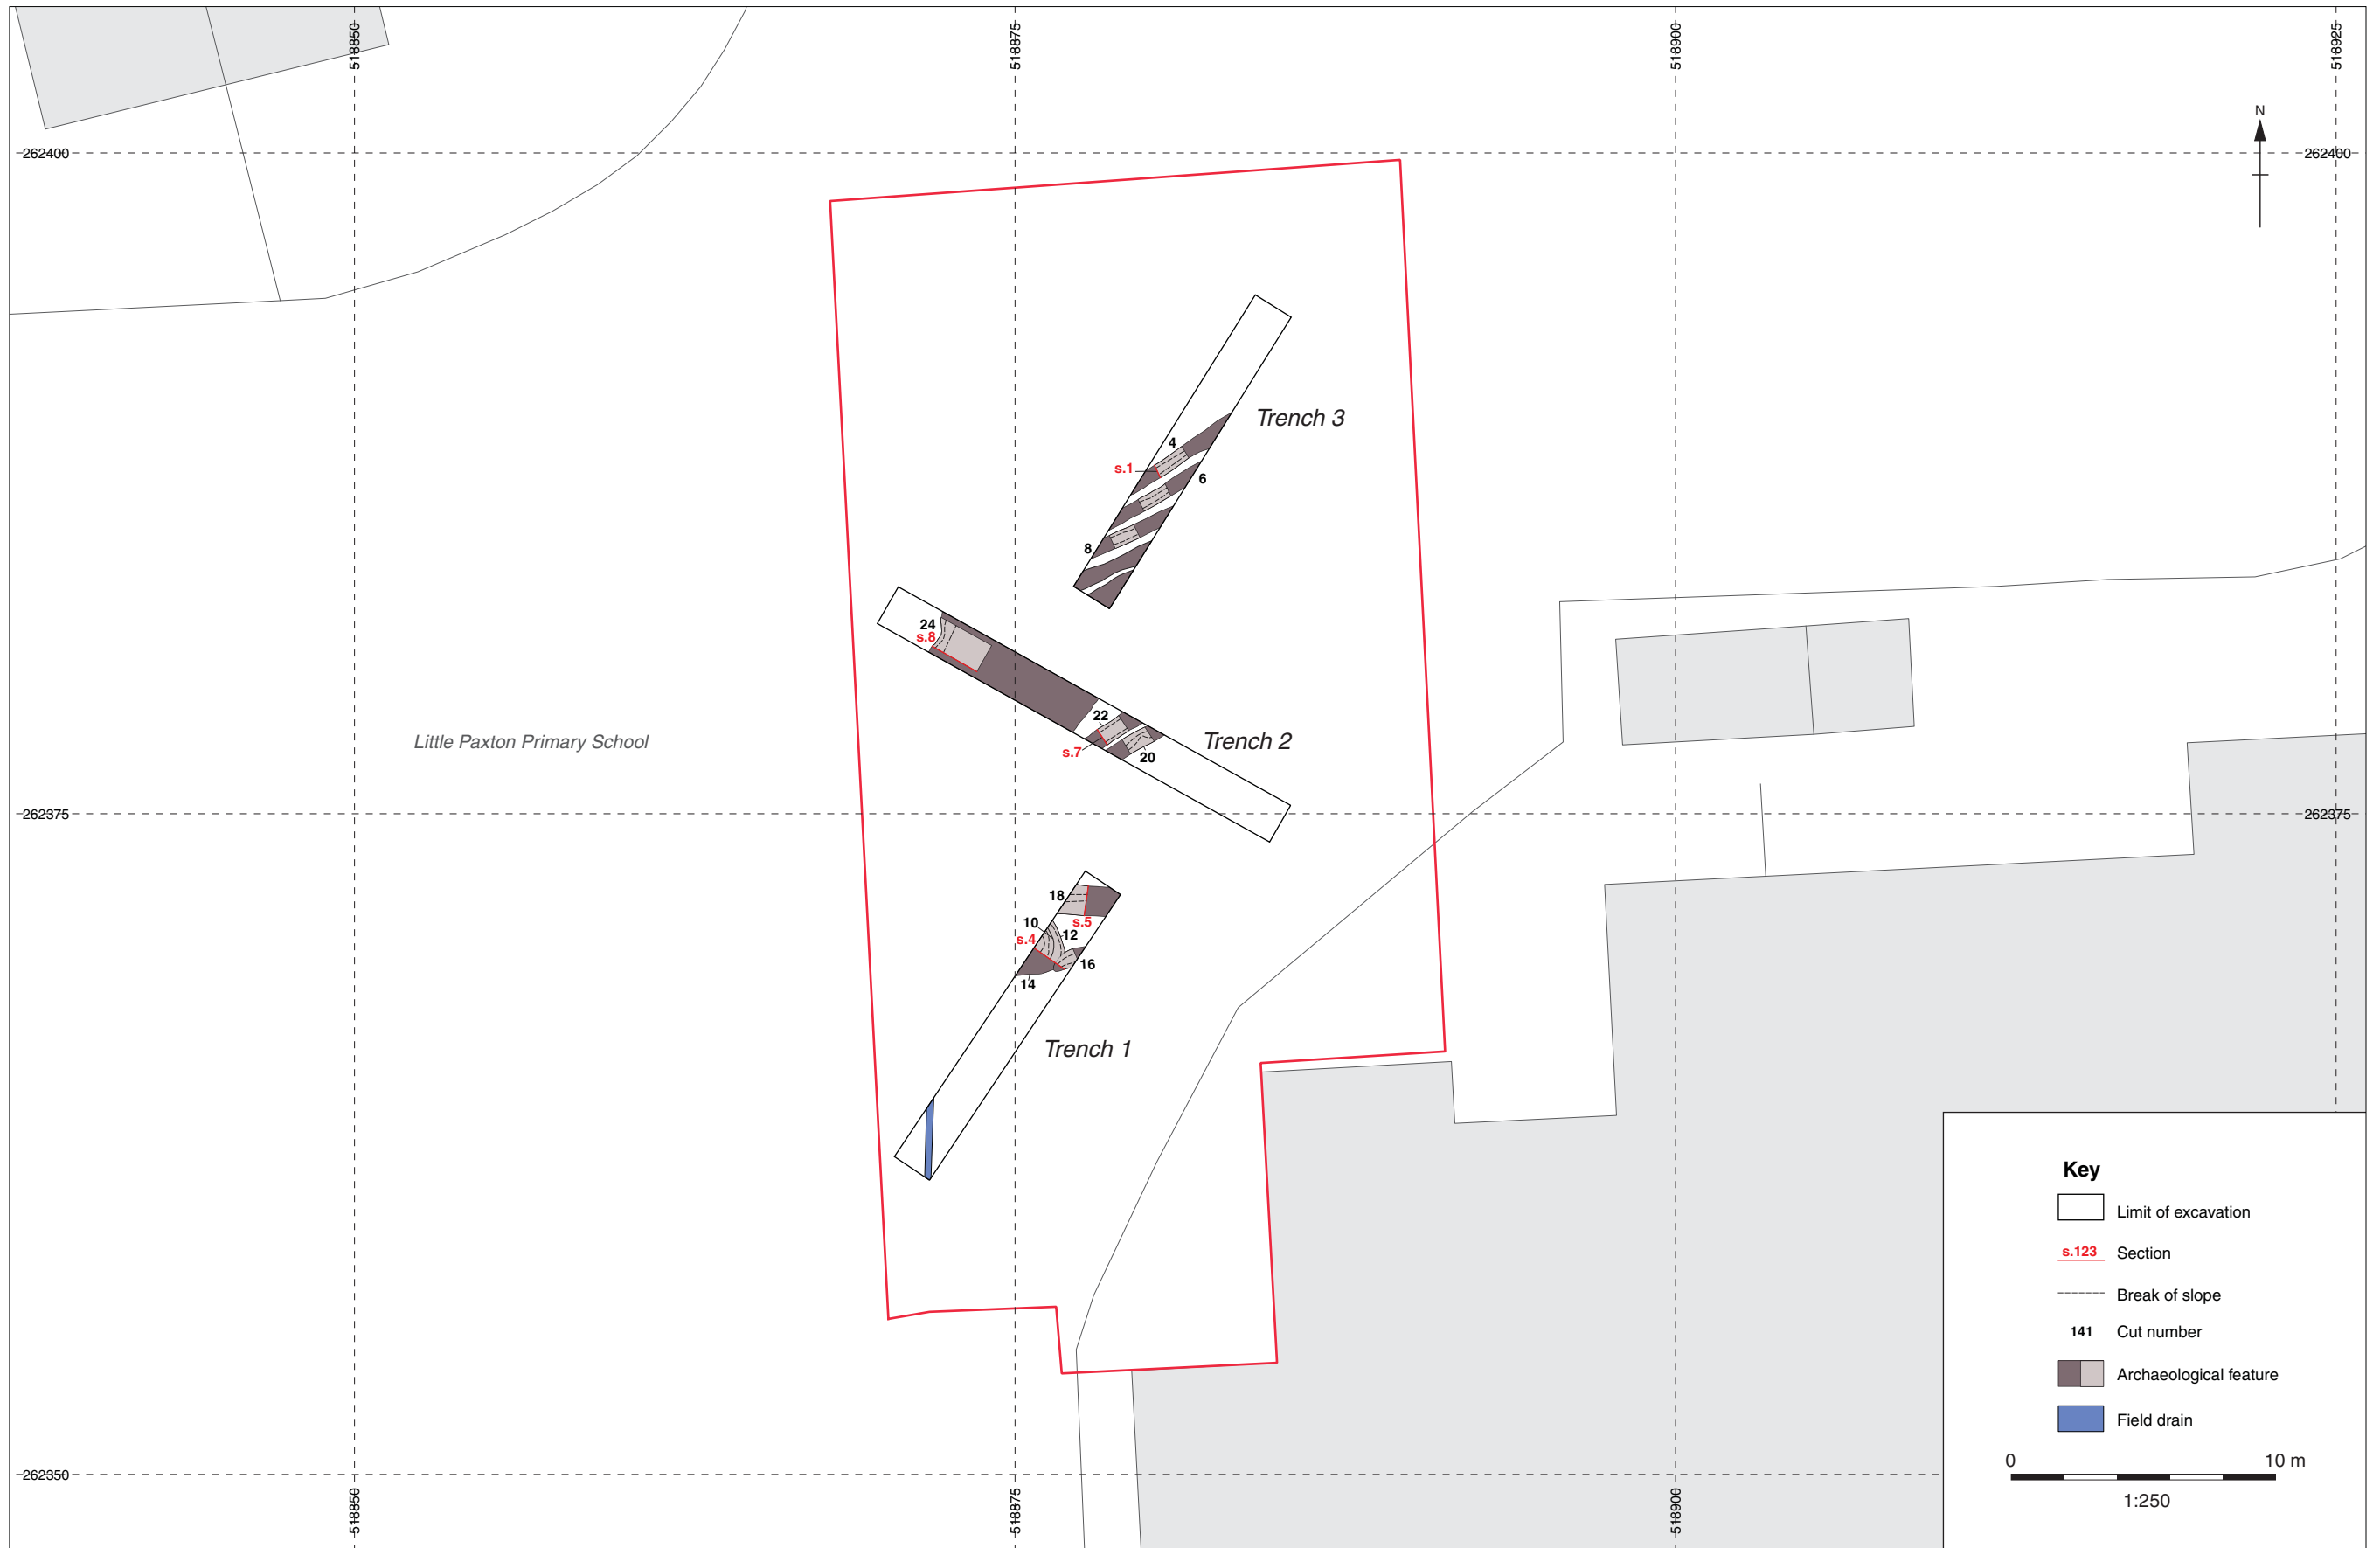 518850
518875
518900
518925
N
262400
262400
Trench 3
4
s.1
6
8
24
s.8
22
s.7
20
Trench 2
Little Paxton Primary School
262375
262375
18
s.5
10
s.4
12
16
14
Trench 1
Key
Limit of excavation
s.123 Section
Break of slope
141 Cut number
Archaeological feature
Field drain
0 10 m
1:250
262350
518850
518875
518900